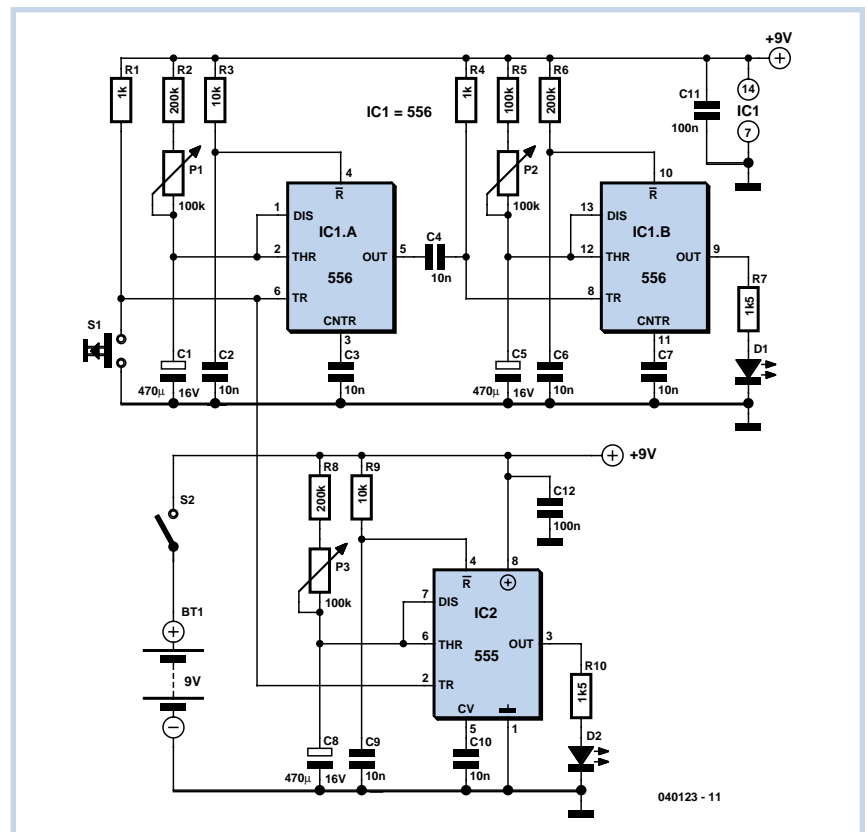 +9V
R1
1k
R2
200k
R3
10k
R4
1k
R5
100k
R6
200k
C11
100n
14
IC1
7
IC1 = 556
P1
100k
P2
100k
4
R
1
DIS
IC1.A
2
THR
OUT
5
556
6
TR
CNTR
3
C4
10n
10
R
13
DIS
IC1.B
12
THR
OUT
9
556
8
TR
CNTR
11
R7
1k5
D1
S1
C1
470µ
16V
C2
10n
C3
10n
C5
470µ
16V
C6
10n
C7
10n
+9V
S2
R8
200k
R9
10k
C12
100n
P3
100k
4
R
8
7
DIS
IC2
6
THR
OUT
3
555
2
TR
CV
5
1
R10
1k5
D2
BT1
9V
C8
470µ
16V
C9
10n
C10
10n
040123 - 11